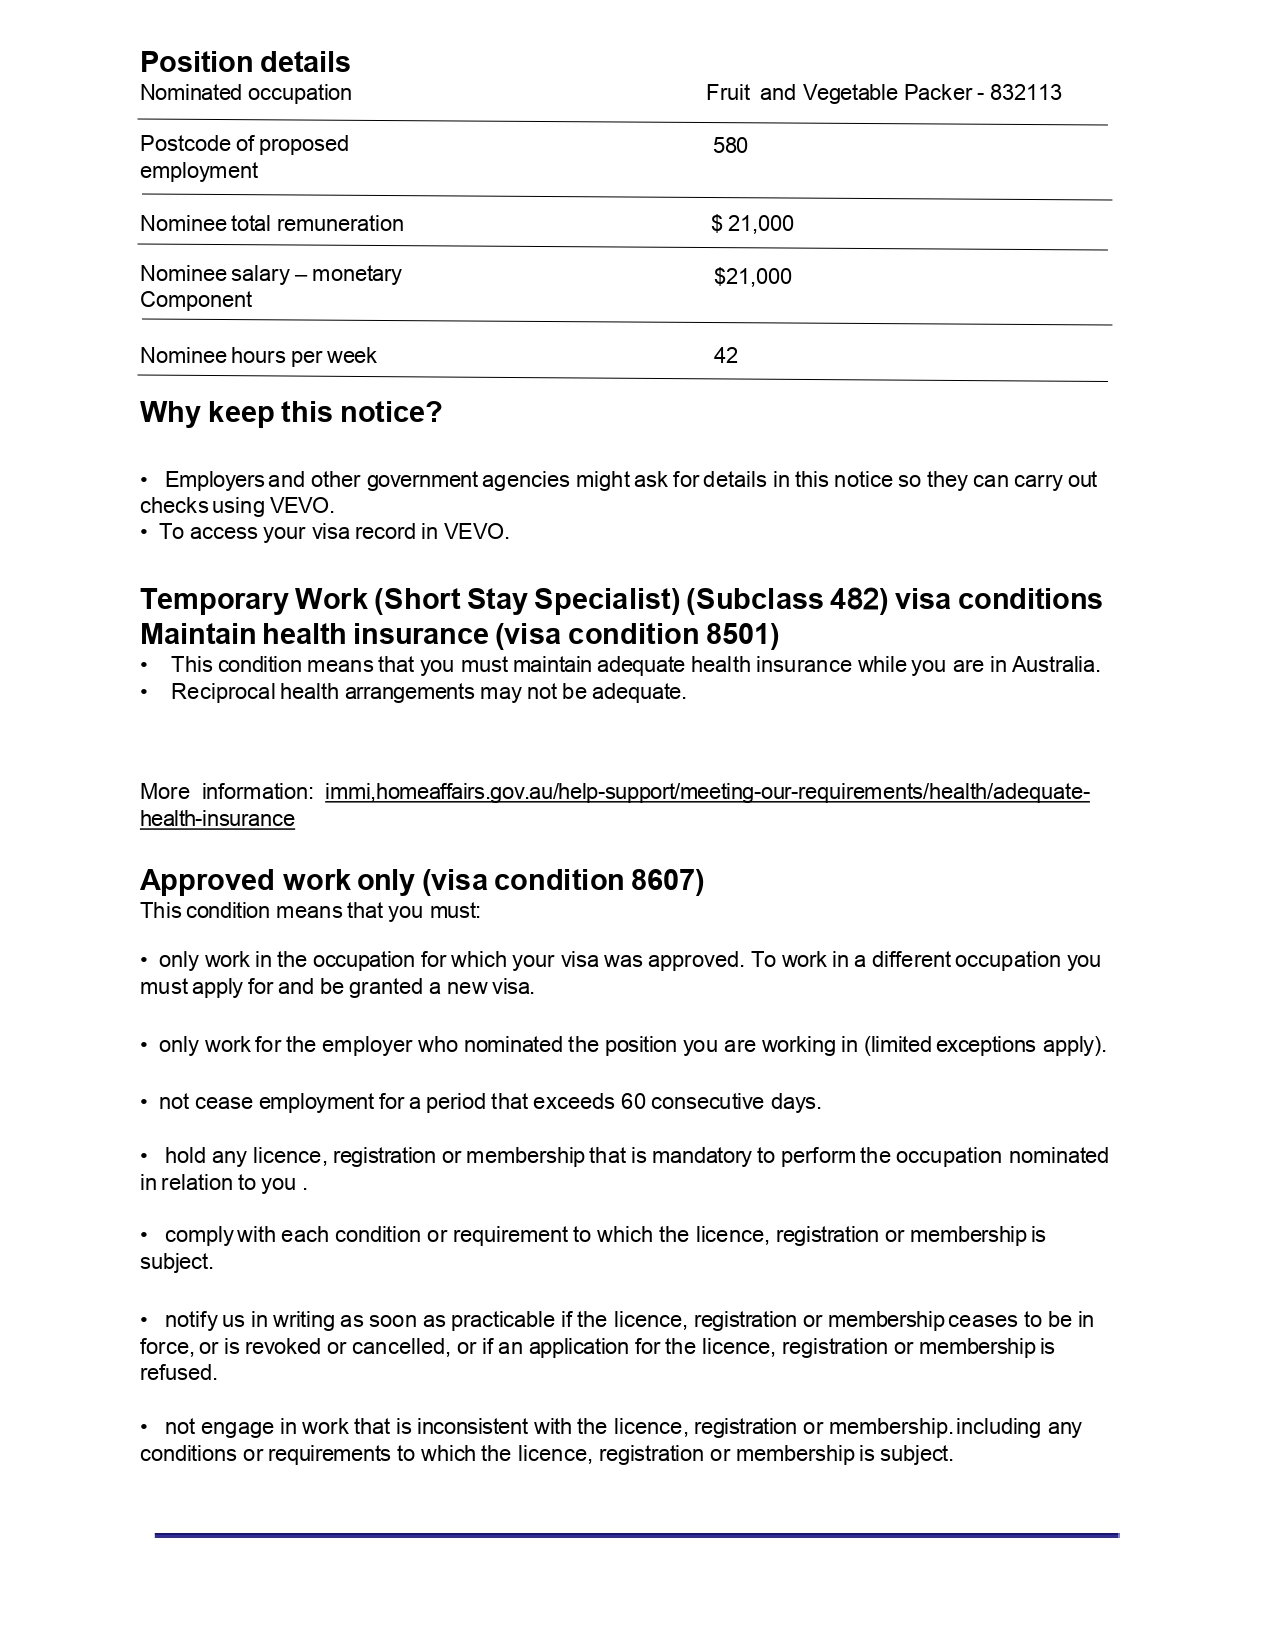 Position details
Nominated occupation Fruit and Vegetable Packer - 832113
Postcode of proposed 580
employment
Nominee total remuneration $ 21,000
Nominee salary – monetary $21,000
Component
Nominee hours per week 42
Why keep this notice?
• Employers and other government agencies might ask for details in this notice so they can carry out
checks using VEVO.
• To access your visa record in VEVO.
Temporary Work (Short Stay Specialist) (Subclass 482) visa conditions
Maintain health insurance (visa condition 8501)
• This condition means that you must maintain adequate health insurance while you are in Australia.
• Reciprocal health arrangements may not be adequate.
More information: immi,homeaffairs.gov.au/help-support/meeting-our-requirements/health/adequate-
health-insurance
Approved work only (visa condition 8607)
This condition means that you must:
• only work in the occupation for which your visa was approved. To work in a different occupation you
must apply for and be granted a new visa.
• only work for the employer who nominated the position you are working in (limited exceptions apply).
• not cease employment for a period that exceeds 60 consecutive days.
• hold any licence, registration or membership that is mandatory to perform the occupation nominated
in relation to you .
• comply with each condition or requirement to which the licence, registration or membership is
subject.
• notify us in writing as soon as practicable if the licence, registration or membership ceases to be in
force, or is revoked or cancelled, or if an application for the licence, registration or membership is
refused.
• not engage in work that is inconsistent with the licence, registration or membership. including any
conditions or requirements to which the licence, registration or membership is subject.